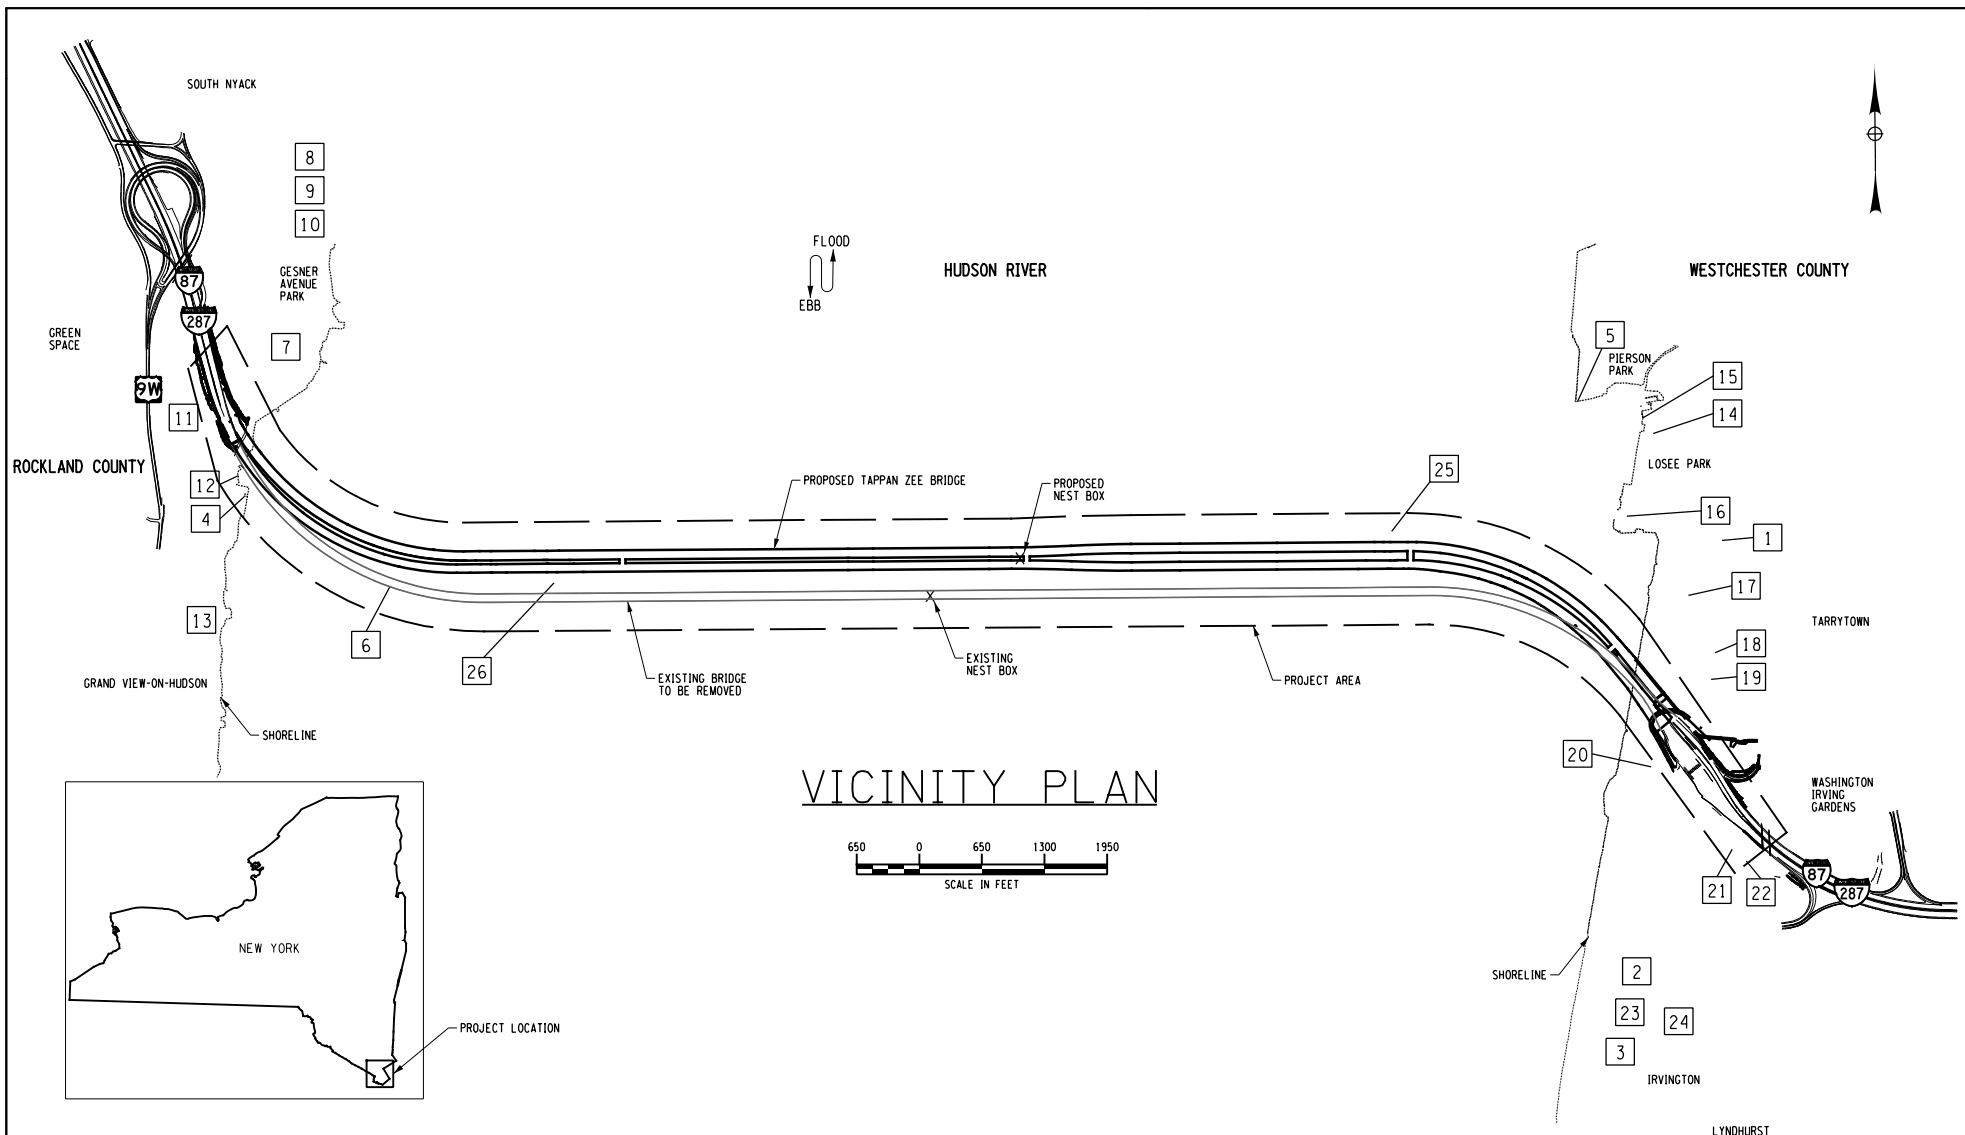 SOUTH NYACK
8
9
10
FLOOD
EBB
HUDSON RIVER
WESTCHESTER COUNTY
GESNER
AVENUE
PARK
87
287
GREEN
SPACE
7
5
PIERSON
PARK
15
14
9W
11
ROCKLAND COUNTY
12
4
LOSEE PARK
25
PROPOSED TAPPAN ZEE BRIDGE
PROPOSED
NEST BOX
16
1
17
13
6
26
TARRYTOWN
18
19
GRAND VIEW-ON-HUDSON
EXISTING BRIDGE
TO BE REMOVED
EXISTING
NEST BOX
PROJECT AREA
SHORELINE
20
VICINITY PLAN
WASHINGTON
IRVING
GARDENS
650 0 650 1300 1950
SCALE IN FEET
21
22
87
287
NEW YORK
PROJECT LOCATION
SHORELINE
2
23
24
3
IRVINGTON
LYNDHURST